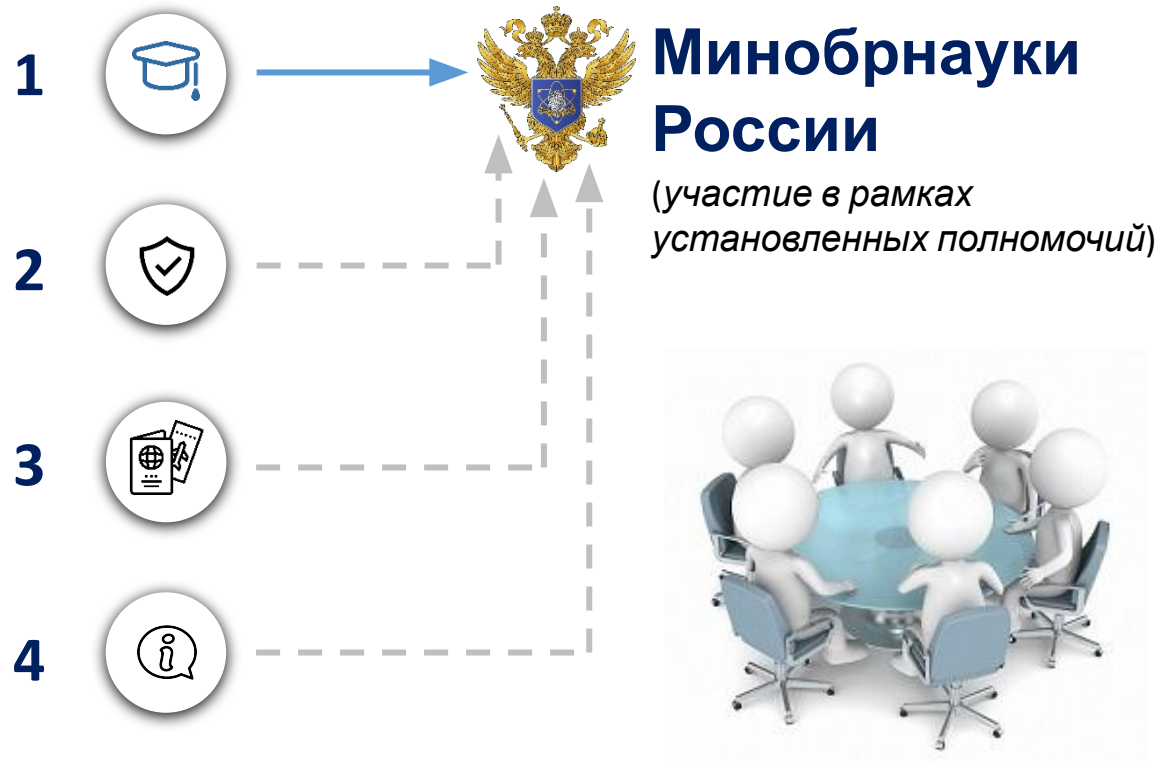 1
Минобрнауки
России
(участие в рамках
установленных полномочий)
2
3
4